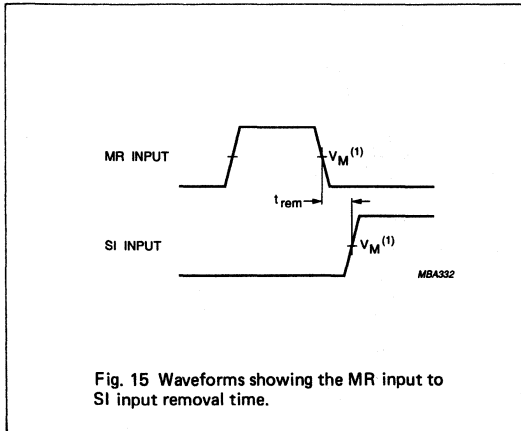 MR INPUT
V_M (1)
t_rem
SI INPUT
V_M (1)
MBA332
Fig. 15 Waveforms showing the MR input to
SI input removal time.